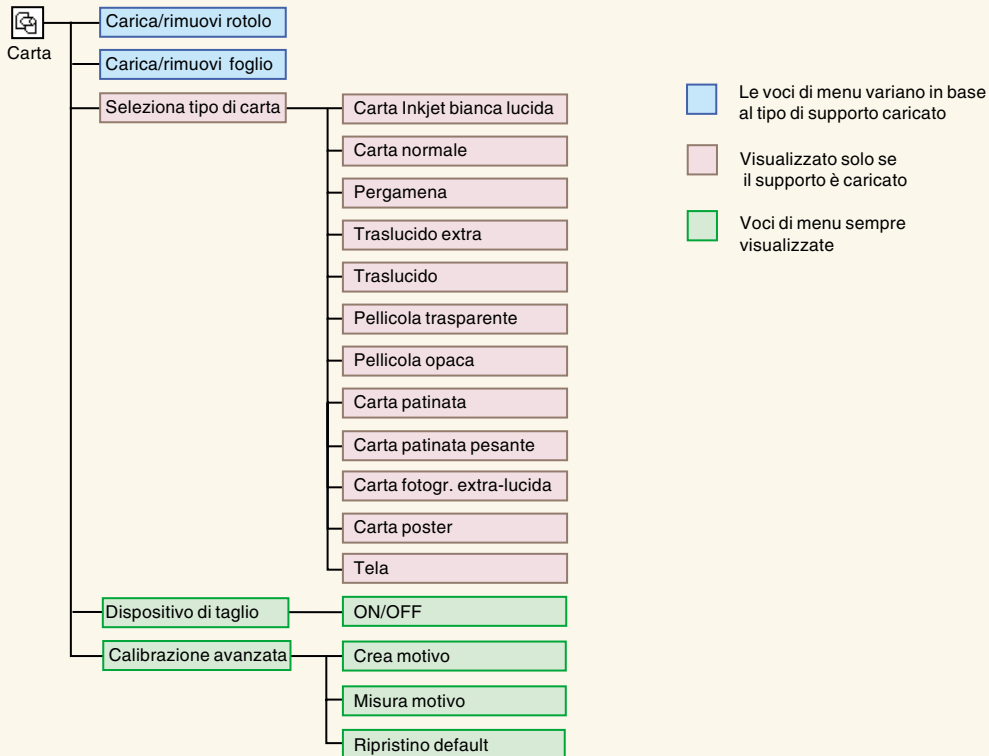 Carta
Carica/rimuovi rotolo
Carica/rimuovi foglio
Seleziona tipo di carta
Carta Inkjet bianca lucida
Carta normale
Pergamena
Traslucido extra
Traslucido
Pellicola trasparente
Pellicola opaca
Carta patinata
Carta patinata pesante
Carta fotogr. extra-lucida
Carta poster
Tela
Dispositivo di taglio
ON/OFF
Calibrazione avanzata
Crea motivo
Misura motivo
Ripristino default
Le voci di menu variano in base
al tipo di supporto caricato
Visualizzato solo se
il supporto è caricato
Voci di menu sempre
visualizzate